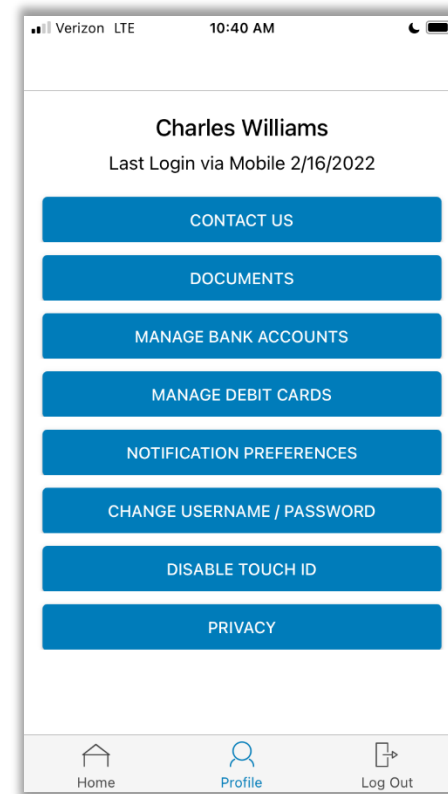 Verizon LTE 10:40 AM
Charles Williams
Last Login via Mobile 2/16/2022
CONTACT US
DOCUMENTS
MANAGE BANK ACCOUNTS
MANAGE DEBIT CARDS
NOTIFICATION PREFERENCES
CHANGE USERNAME / PASSWORD
DISABLE TOUCH ID
PRIVACY
Home Profile Log Out